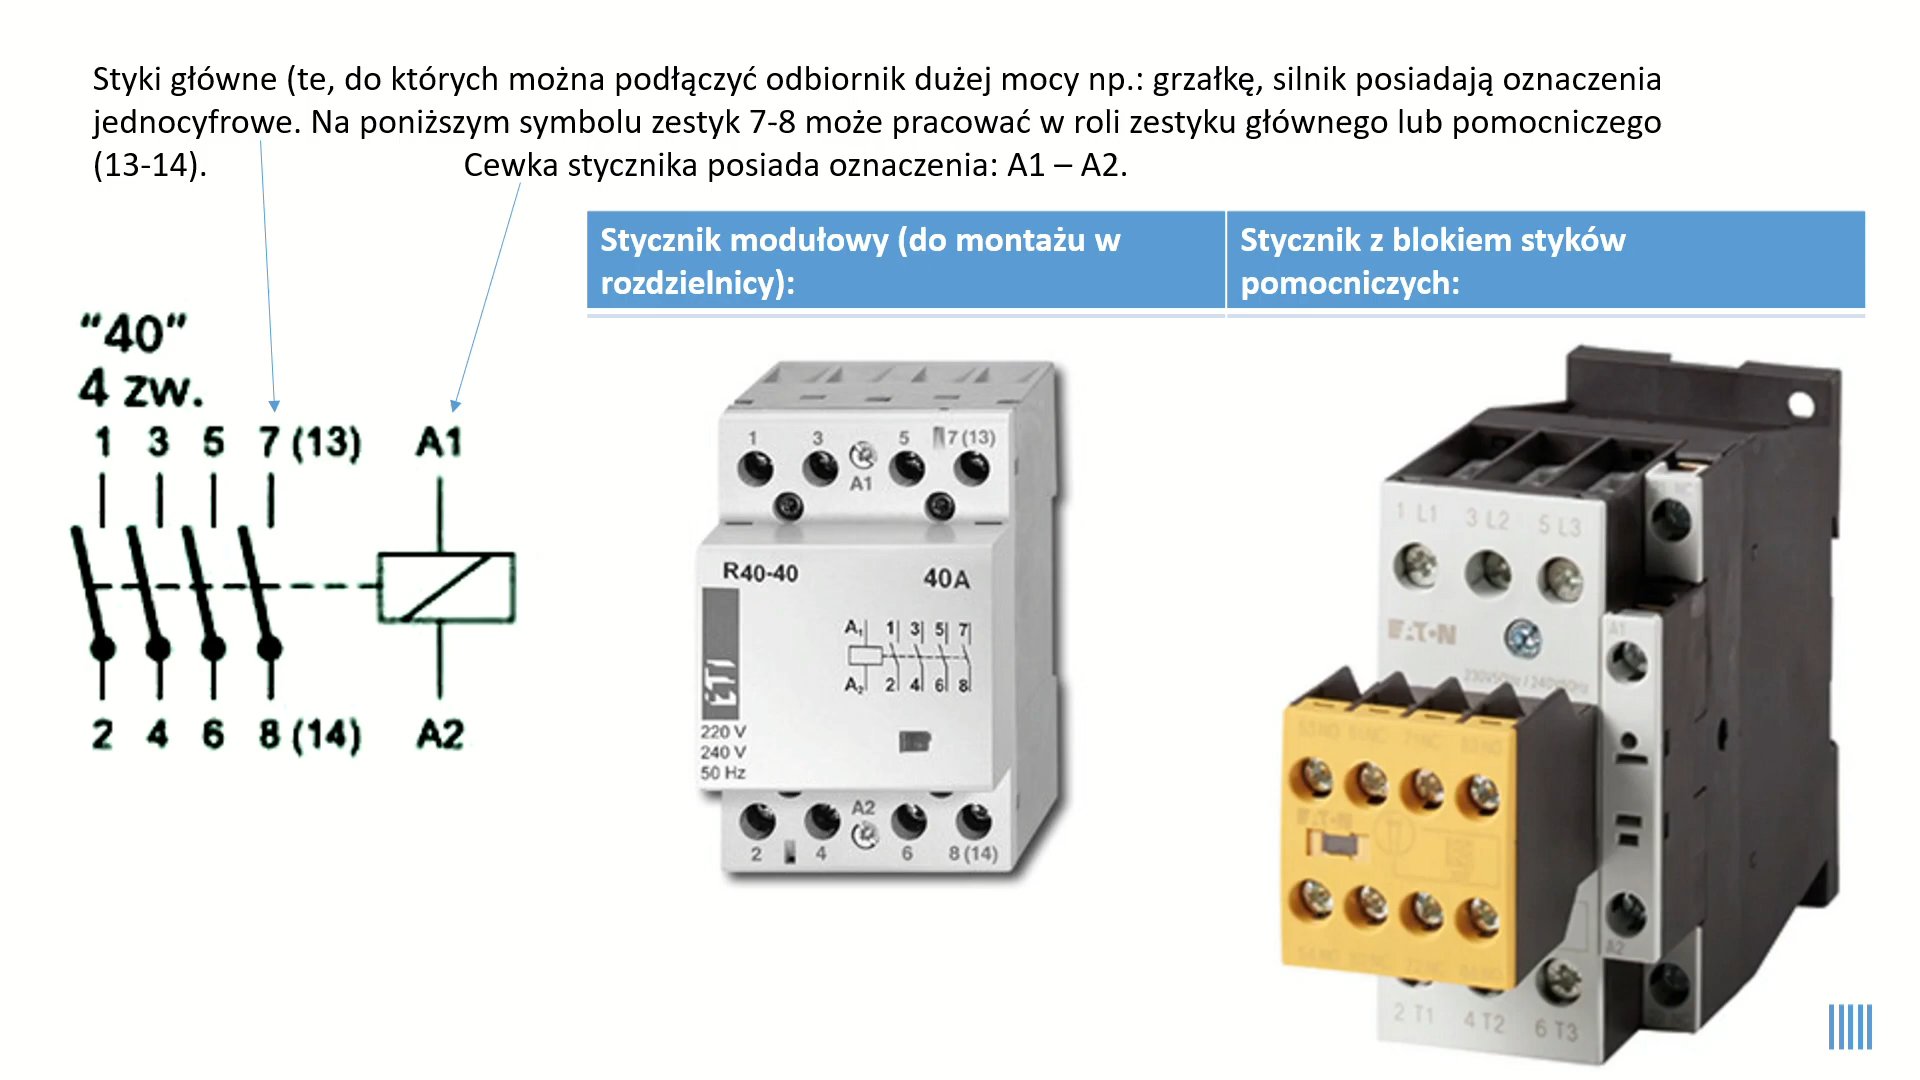 Styki główne (te, do których można podłączyć odbiornik dużej mocy np.: grzałkę, silnik posiadają oznaczenia
jednocyfrowe. Na poniższym symbolu zestyk 7-8 może pracować w roli zestyku głównego lub pomocniczego
(13-14). Cewka stycznika posiada oznaczenia: A1 – A2.
Stycznik modułowy (do montażu w
rozdzielnicy):
Stycznik z blokiem styków
pomocniczych:
“40”
4 zw.
1 3 5 7 (13) A1
2 4 6 8 (14) A2
1 3 5 7 (13)
A1
R40-40 40A
A1 1 3 5 7
A2 2 4 6 8
ETI
220 V
240 V
50 Hz
A2
2 4 6 8 (14)
1 L1 3 L2 5 L3
EATON
230V50Hz / 240V60Hz
A1
EATON
A2
2 T1 4 T2 6 T3